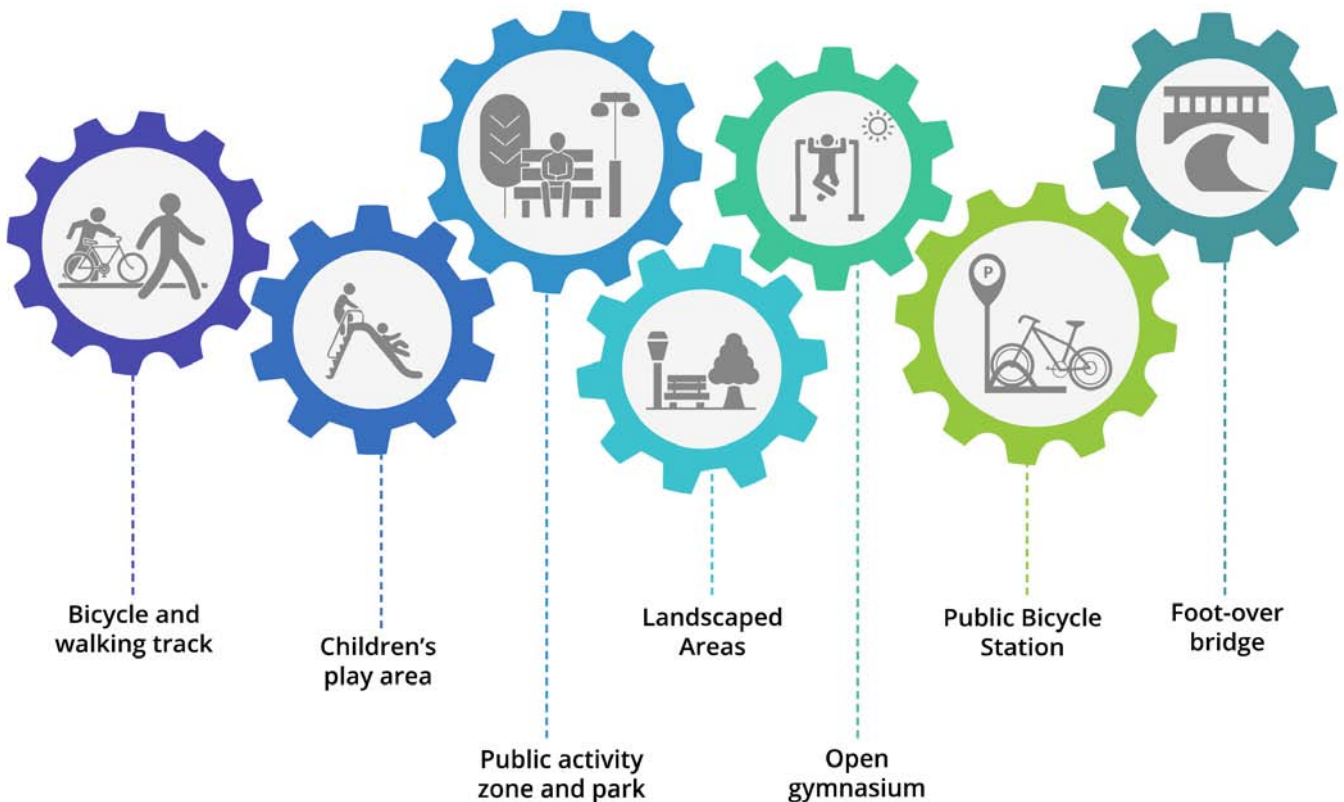 P
Bicycle and
walking track
Children’s
play area
Public activity
zone and park
Landscaped
Areas
Open
gymnasium
Public Bicycle
Station
Foot-over
bridge